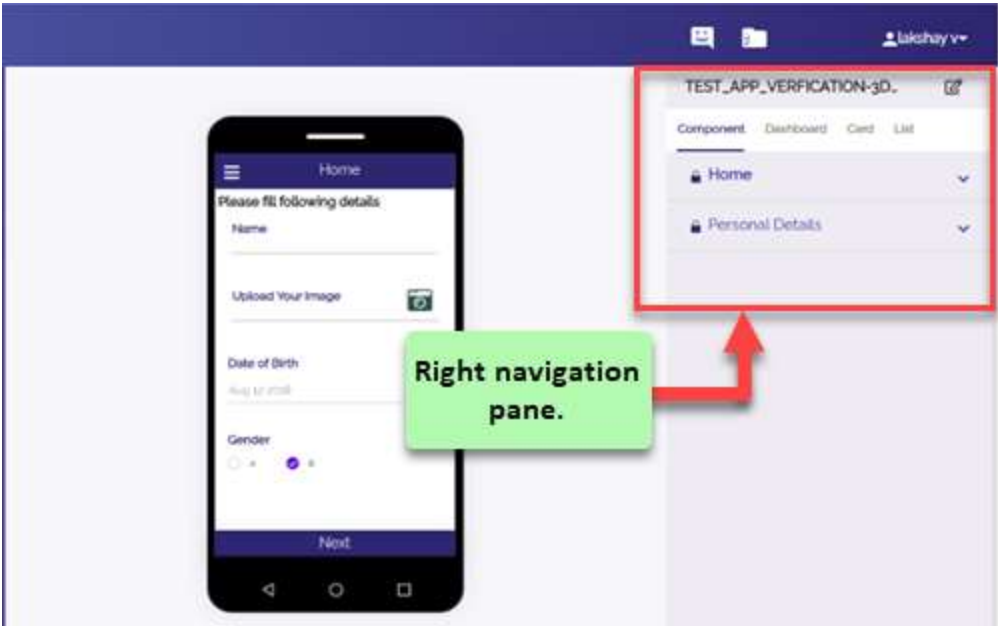 lakshay v
TEST_APP_VERFICATION-3D..
Component Dashboard Card List
Home
Personal Details
Home
Please fill following details
Name
Upload Your Image
Date of Birth
Gender
Next
Right navigation
pane.